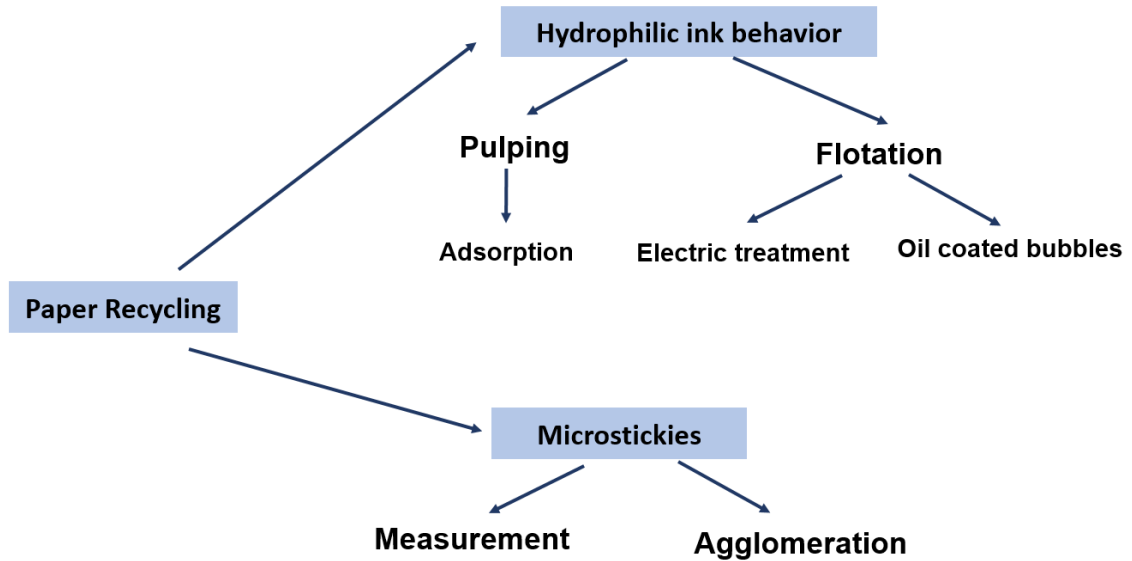 Hydrophilic ink behavior
Pulping
Flotation
Adsorption
Electric treatment
Oil coated bubbles
Paper Recycling
Microstickies
Measurement
Agglomeration